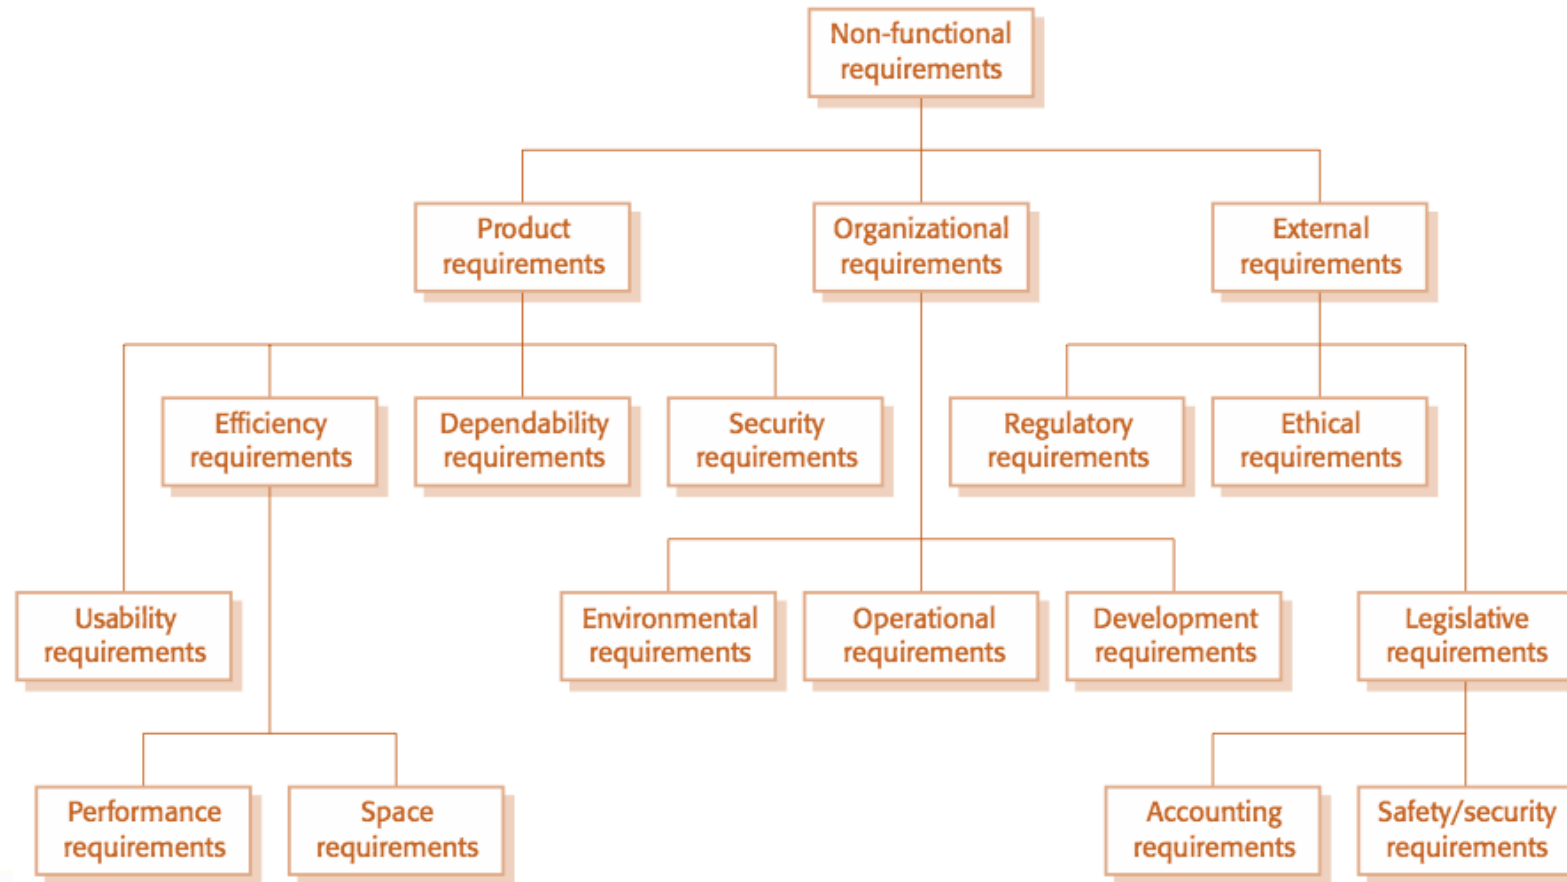 Non-functional
requirements
Product
requirements
Organizational
requirements
External
requirements
Efficiency
requirements
Dependability
requirements
Security
requirements
Regulatory
requirements
Ethical
requirements
Usability
requirements
Environmental
requirements
Operational
requirements
Development
requirements
Legislative
requirements
Performance
requirements
Space
requirements
Accounting
requirements
Safety/security
requirements